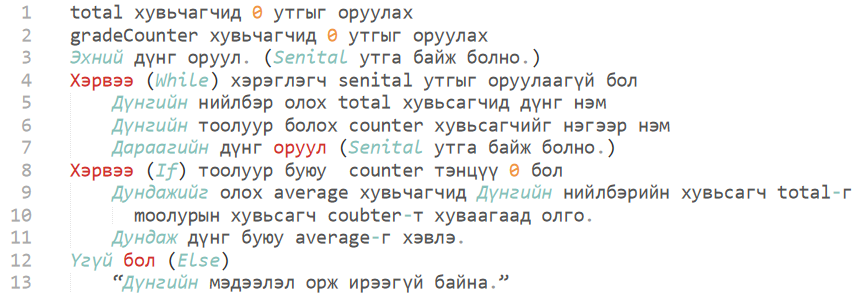 1 total хувьчагчид 0 утгыг оруулах
2 gradeCounter хувьчагчид 0 утгыг оруулах
3 Эхний дүнг оруул. (Senital утга байж болно.)
4 Хэрвээ (While) хэрэглэгч senital утгыг оруулаагүй бол
5 Дүнгийн нийлбэр олох total хувьсагчид дүнг нэм
6 Дүнгийн тоолуур болох counter хувьсагчийг нэгээр нэм
7 Дараагийн дүнг оруул (Senital утга байж болно.)
8 Хэрвээ (If) тоолуур буюу counter тэнцүү 0 бол
9 Дундажийг олох average хувьчагчид Дүнгийн нийлбэрийн хувьсагч total-г
10 моолурын хувьсагч coubter-т хуваагаад олго.
11 Дундаж дүнг буюу average-г хэвлэ.
12 Үгүй бол (Else)
13 “Дүнгийн мэдээлэл орж ирээгүй байна.”